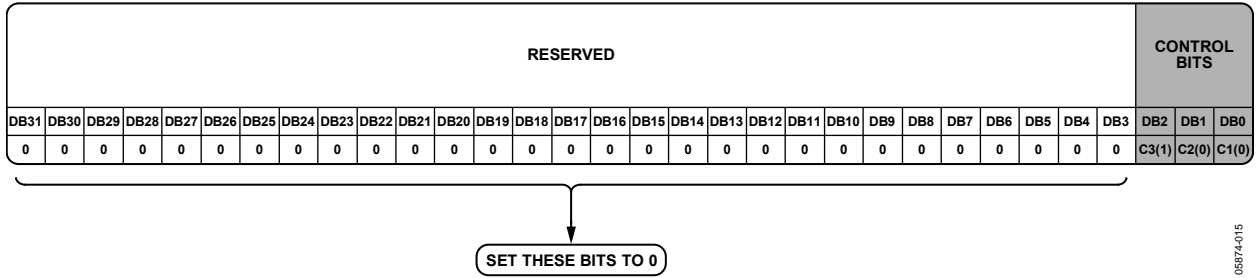 RESERVED
CONTROL
BITS
DB31 DB30 DB29 DB28 DB27 DB26 DB25 DB24 DB23 DB22 DB21 DB20 DB19 DB18 DB17 DB16 DB15 DB14 DB13 DB12 DB11 DB10 DB9 DB8 DB7 DB6 DB5 DB4 DB3 DB2 DB1 DB0
0 0 0 0 0 0 0 0 0 0 0 0 0 0 0 0 0 0 0 0 0 0 0 0 0 0 0 0 0 C3(1) C2(0) C1(0)
SET THESE BITS TO 0
05874-015